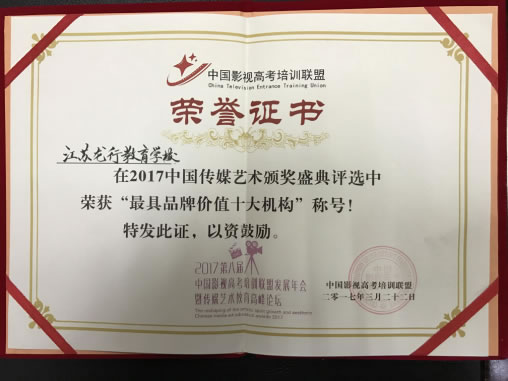 中国影视高考培训联盟
China Television Entrance Training Union
荣誉证书
江苏龙行教育学校
在2017中国传媒艺术颁奖盛典评选中
荣获“最具品牌价值十大机构”称号！
特发此证，以资鼓励。
2017第八届
中国影视高考培训联盟发展年会
暨传媒艺术教育高峰论坛
中国影视高考培训联盟
二零一七年三月二十二日